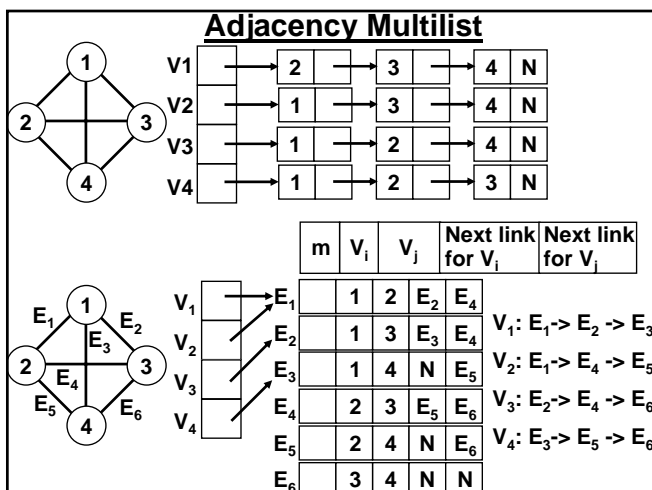 Adjacency Multilist
1
2 3
4
V1 2 3 4 N
V2 1 3 4 N
V3 1 2 4 N
V4 1 2 3 N
m Vi Vj Next link for Vi Next link for Vj
1
E1 E2
E3
2 3
E4
E5 E6
4
V1
V2
V3
V4
E1 1 2 E2 E4
E2 1 3 E3 E4
E3 1 4 N E5
E4 2 3 E5 E6
E5 2 4 N E6
E6 3 4 N N
V1: E1-> E2 -> E3
V2: E1-> E4 -> E5
V3: E2-> E4 -> E6
V4: E3-> E5 -> E6